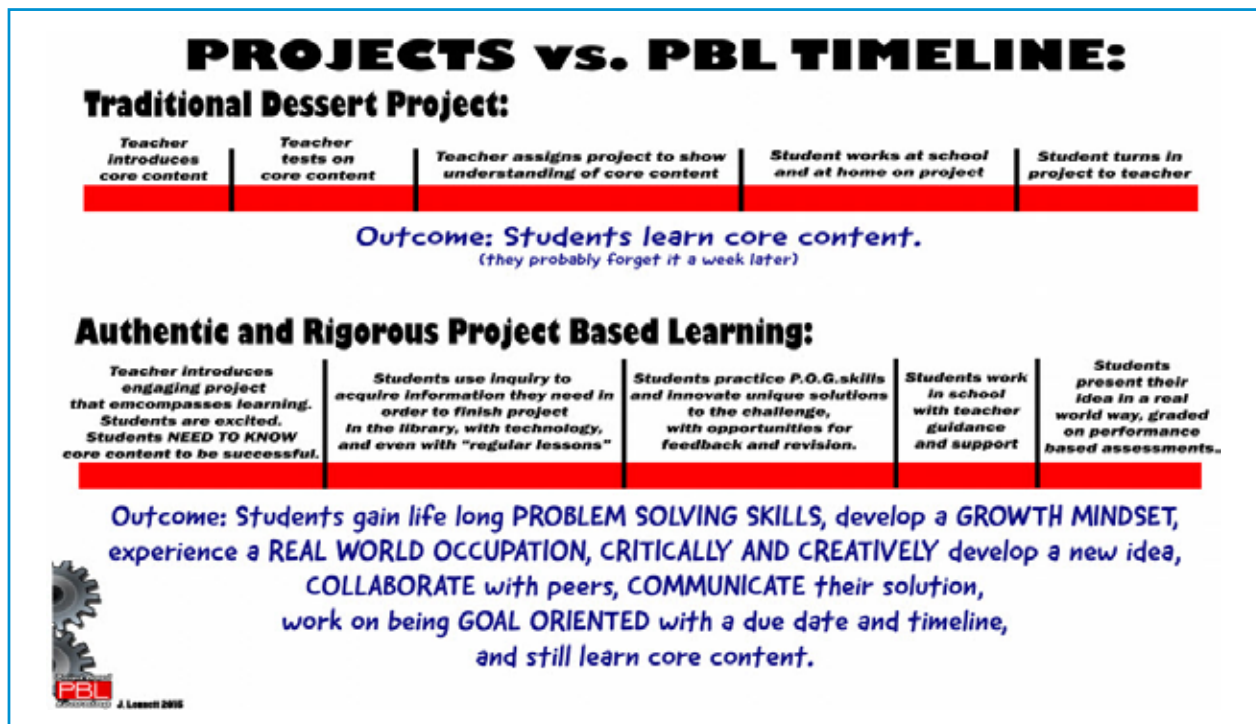 PROJECTS vs. PBL TIMELINE:
Traditional Dessert Project:
Teacher
introduces
core content
Teacher
tests on
core content
Teacher assigns project to show
understanding of core content
Student works at school
and at home on project
Student turns in
project to teacher
Outcome: Students learn core content.
(they probably forget it a week later)
Authentic and Rigorous Project Based Learning:
Teacher introduces
engaging project
that emcompasses learning.
Students are excited.
Students NEED TO KNOW
core content to be successful.
Students use inquiry to
acquire information they need in
order to finish project
In the library, with technology,
and even with “regular lessons”
Students practice P.O.G.skills
and innovate unique solutions
to the challenge,
with opportunities for
feedback and revision.
Students work
in school
with teacher
guidance
and support
Students
present their
idea in a real
world way, graded
on performance
based assessments..
Outcome: Students gain life long PROBLEM SOLVING SKILLS, develop a GROWTH MINDSET,
experience a REAL WORLD OCCUPATION, CRITICALLY AND CREATIVELY develop a new idea,
COLLABORATE with peers, COMMUNICATE their solution,
work on being GOAL ORIENTED with a due date and timeline,
and still learn core content.
PBL
J. 2015